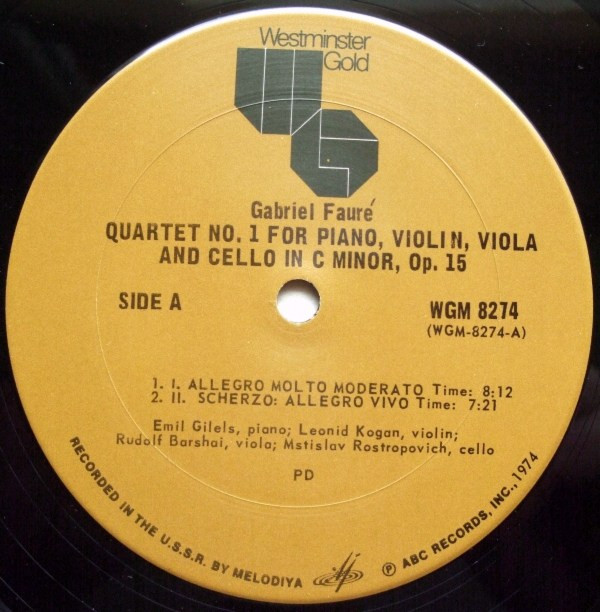 Westminster
Gold
Gabriel Fauré
QUARTET NO. 1 FOR PIANO, VIOLIN, VIOLA
AND CELLO IN C MINOR, Op. 15
SIDE A
WGM 8274
(WGM-8274-A)
1. I. ALLEGRO MOLTO MODERATO Time: 8:12
2. II. SCHERZO: ALLEGRO VIVO Time: 7:21
Emil Gilels, piano; Leonid Kogan, violin;
Rudolf Barshai, viola; Mstislav Rostropovich, cello
PD
RECORDED IN THE U.S.S.R. BY MELODIYA
℗ ABC RECORDS, INC., 1974